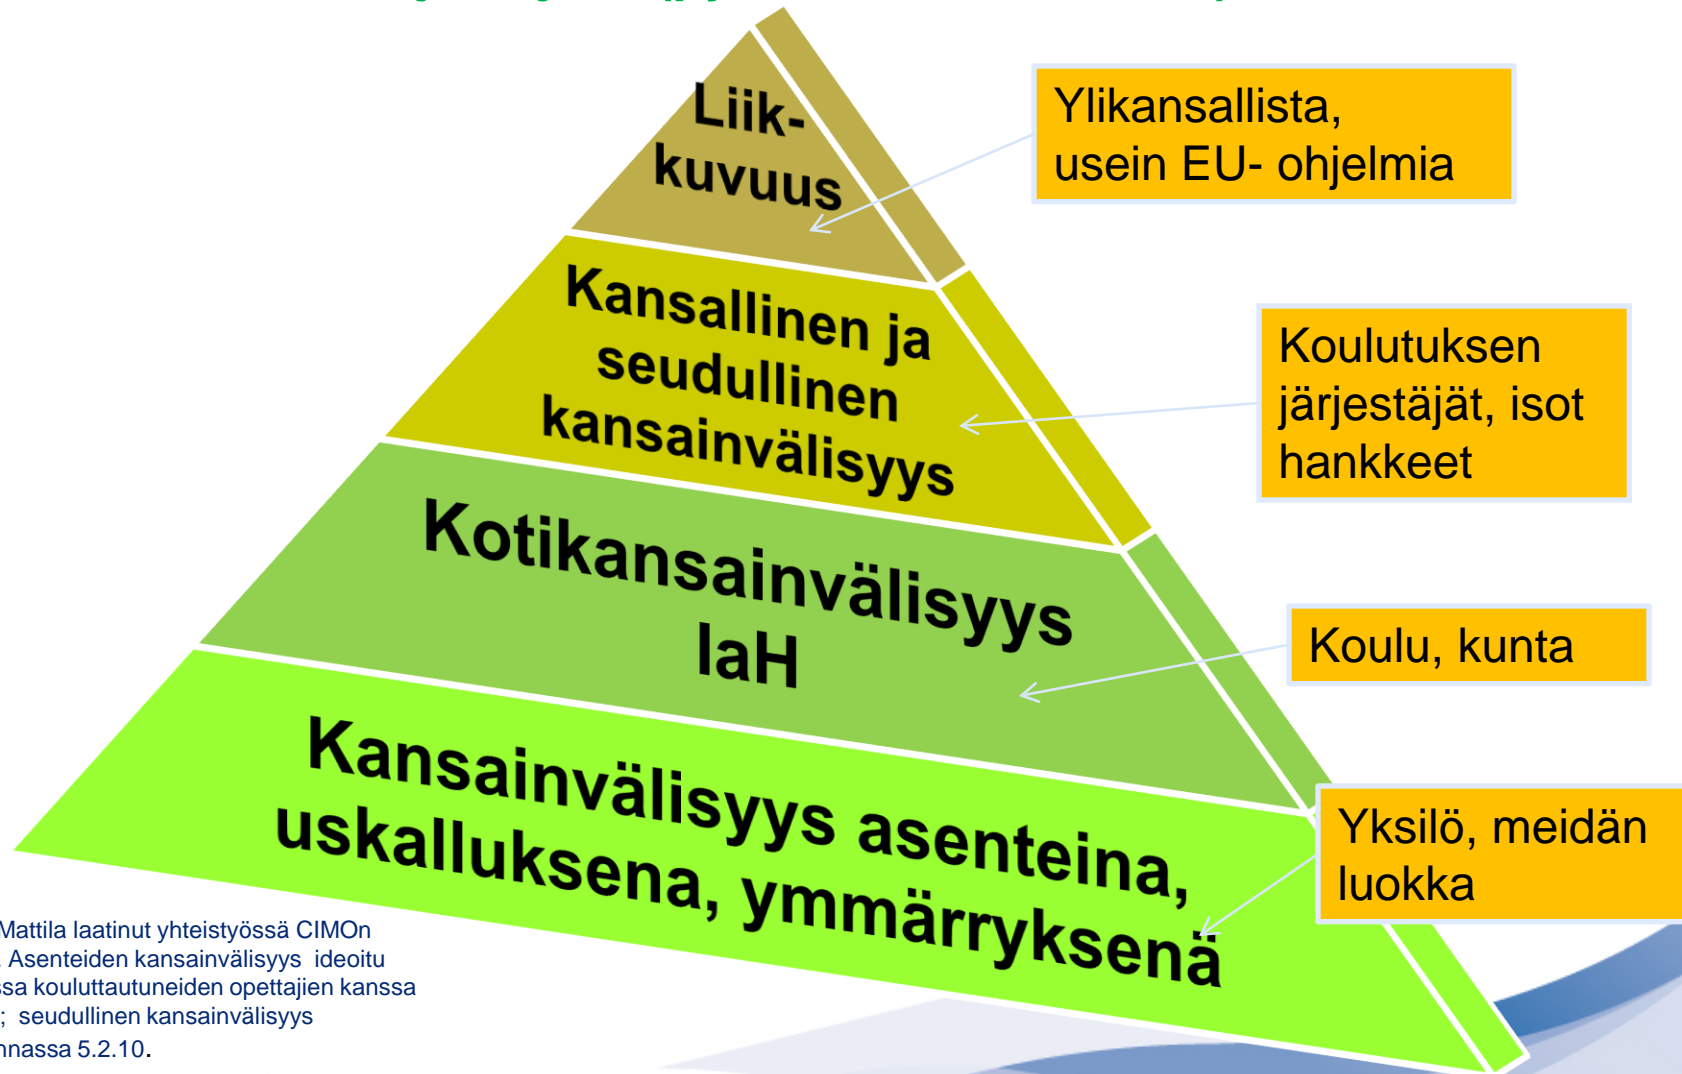 Liik-
kuvuus
Ylikansallista,
usein EU- ohjelmia
Kansallinen ja
seudullinen
kansainvälisyys
Koulutuksen
järjestäjät, isot
hankkeet
Kotikansainvälisyys
IaH
Koulu, kunta
Kansainvälisyys asenteina,
uskalluksena, ymmärryksenä
Yksilö, meidän
luokka
Mattila laatinut yhteistyössä CIMOn
. Asenteiden kansainvälisyys ideoitu
ssa kouluttautuneiden opettajien kanssa
; seudullinen kansainvälisyys
nnassa 5.2.10.